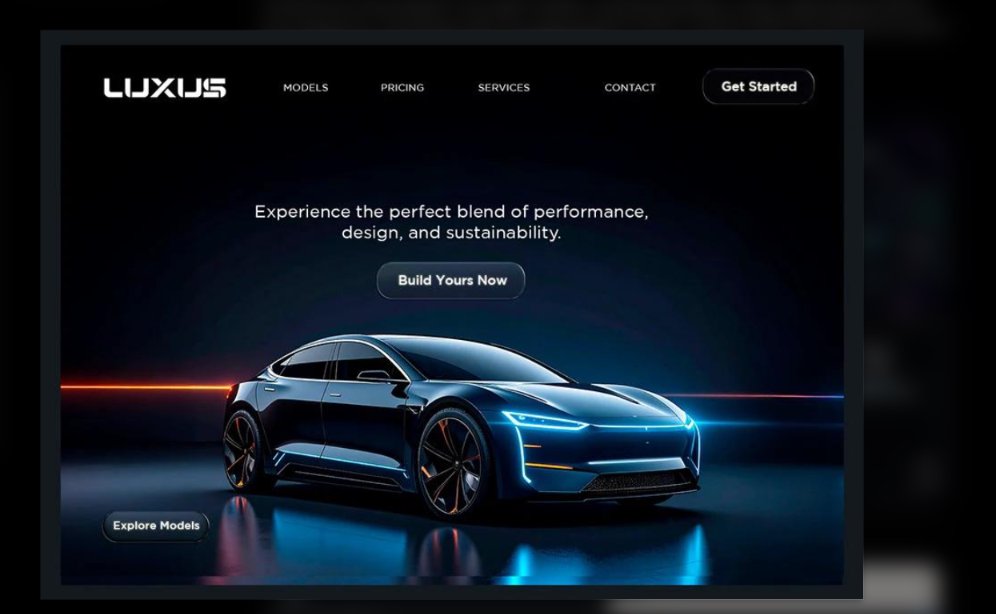 LUXUS
MODELS
PRICING
SERVICES
CONTACT
Get Started
Experience the perfect blend of performance,
design, and sustainability.
Build Yours Now
Explore Models